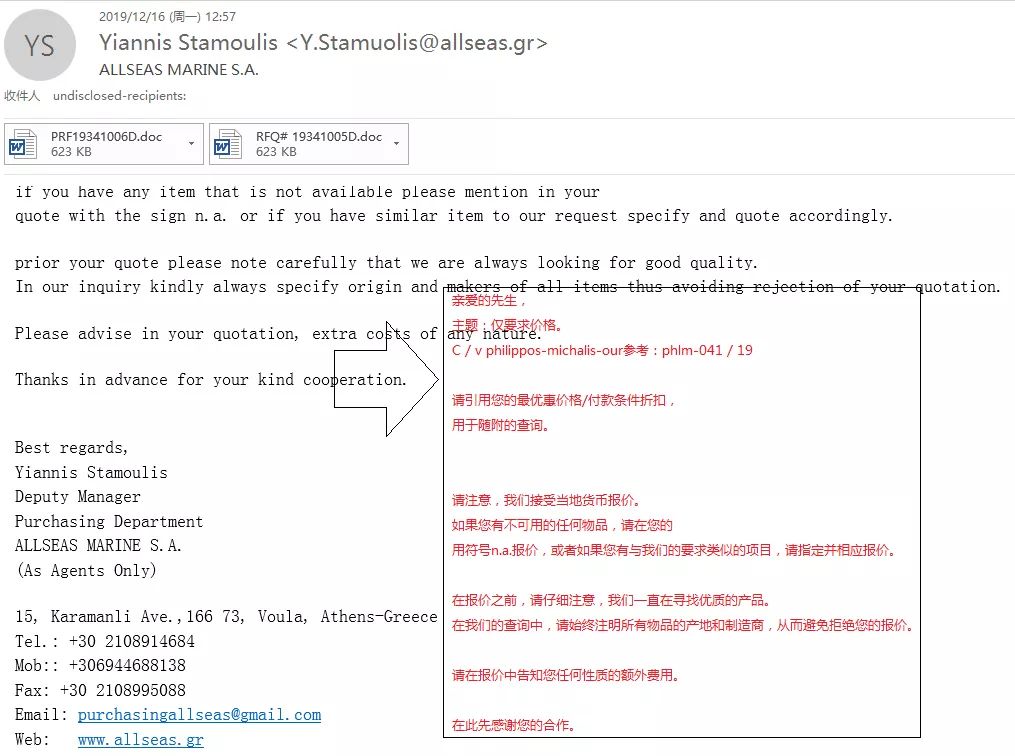 2019/12/16 (周一) 12:57
YS
Yiannis Stamoulis <Y.Stamuolis@allseas.gr>
ALLSEAS MARINE S.A.
收件人 undisclosed-recipients:
PRF19341006D.doc
623 KB
RFQ# 19341005D.doc
623 KB
if you have any item that is not available please mention in your
quote with the sign n.a. or if you have similar item to our request specify and quote accordingly.
prior your quote please note carefully that we are always looking for good quality.
In our inquiry kindly always specify origin and makers of all items thus avoiding rejection of your quotation.
Please advise in your quotation, extra costs of any nature.
Thanks in advance for your kind cooperation.
Best regards,
Yiannis Stamoulis
Deputy Manager
Purchasing Department
ALLSEAS MARINE S.A.
(As Agents Only)
15, Karamanli Ave.,166 73, Voula, Athens-Greece
Tel.: +30 2108914684
Mob:: +306944688138
Fax: +30 2108995088
Email: purchasingallseas@gmail.com
Web: www.allseas.gr
亲爱的先生，
主题：仅要求价格。
C / v philippos-michalis-our参考：phlm-041 / 19
请引用您的最优惠价格/付款条件折扣，
用于随附的查询。
请注意，我们接受当地货币报价。
如果您有不可用的任何物品，请在您的
用符号n.a.报价，或者如果您有与我们的要求类似的项目，请指定并相应报价。
在报价之前，请仔细注意，我们一直在寻找优质的产品。
在我们的查询中，请始终注明所有物品的产地和制造商，从而避免拒绝您的报价。
请在报价中告知您任何性质的额外费用。
在此先感谢您的合作。